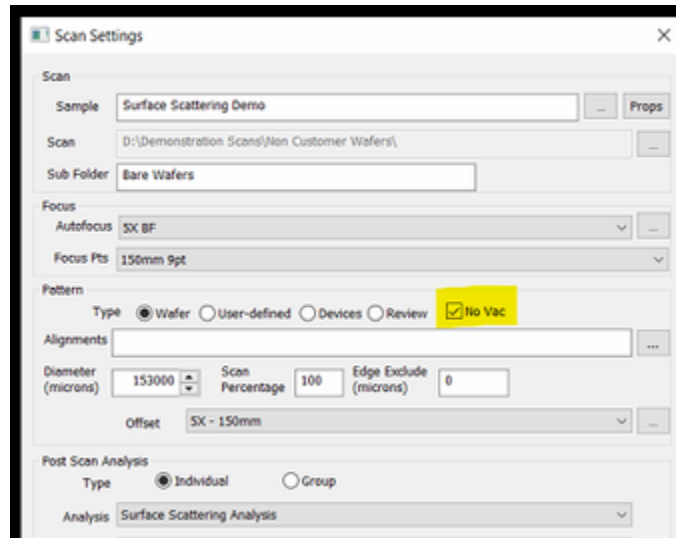 Scan Settings
Scan
Sample Surface Scattering Demo ... Props
Scan D:\Demonstration Scans\Non Customer Wafers\ ...
Sub Folder Bare Wafers
Focus
Autofocus 5X BF ...
Focus Pts 150mm 9pt
Pattern
Type Wafer User-defined Devices Review No Vac
Alignments ...
Diameter (microns) 153000 Scan Percentage 100 Edge Exclude (microns) 0
Offset 5X - 150mm ...
Post Scan Analysis
Type Individual Group
Analysis Surface Scattering Analysis